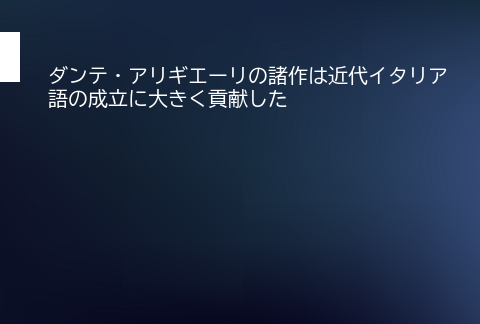 ダンテ・アリギエーリの諸作は近代イタリア
語の成立に大きく貢献した